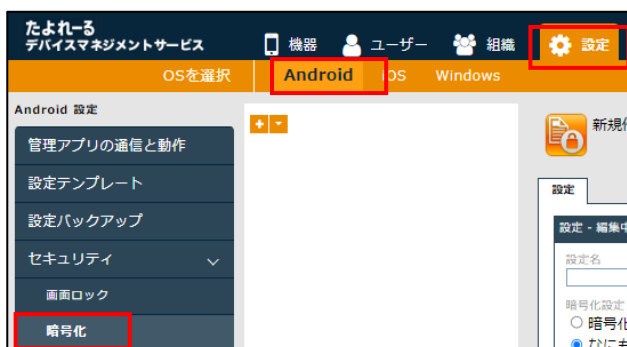 たよれーる
デバイスマネジメントサービス
機器 ユーザー 組織 設定
OSを選択 Android iOS Windows
Android 設定
管理アプリの通信と動作
設定テンプレート
設定バックアップ
セキュリティ
画面ロック
暗号化
新規
設定
設定 - 編集中
設定名
暗号化設定
暗号化
なにも